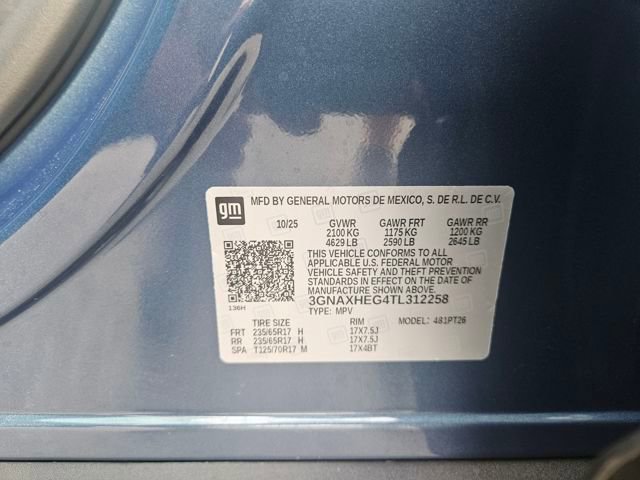 gm
MFD BY GENERAL MOTORS DE MEXICO, S. DE R.L. DE C.V.
10/25 GVWR GAWR FRT GAWR RR
2100 KG 1175 KG 1200 KG
4629 LB 2590 LB 2645 LB
THIS VEHICLE CONFORMS TO ALL
APPLICABLE U.S. FEDERAL MOTOR
VEHICLE SAFETY AND THEFT PREVENTION
STANDARDS IN EFFECT ON THE DATE OF
MANUFACTURE SHOWN ABOVE.
3GNAXHEG4TL312258
136H
TYPE: MPV MODEL: 481PT26
TIRE SIZE RIM
FRT 235/65R17 H 17X7.5J
RR 235/65R17 H 17X7.5J
SPA T125/70R17 M 17X4BT